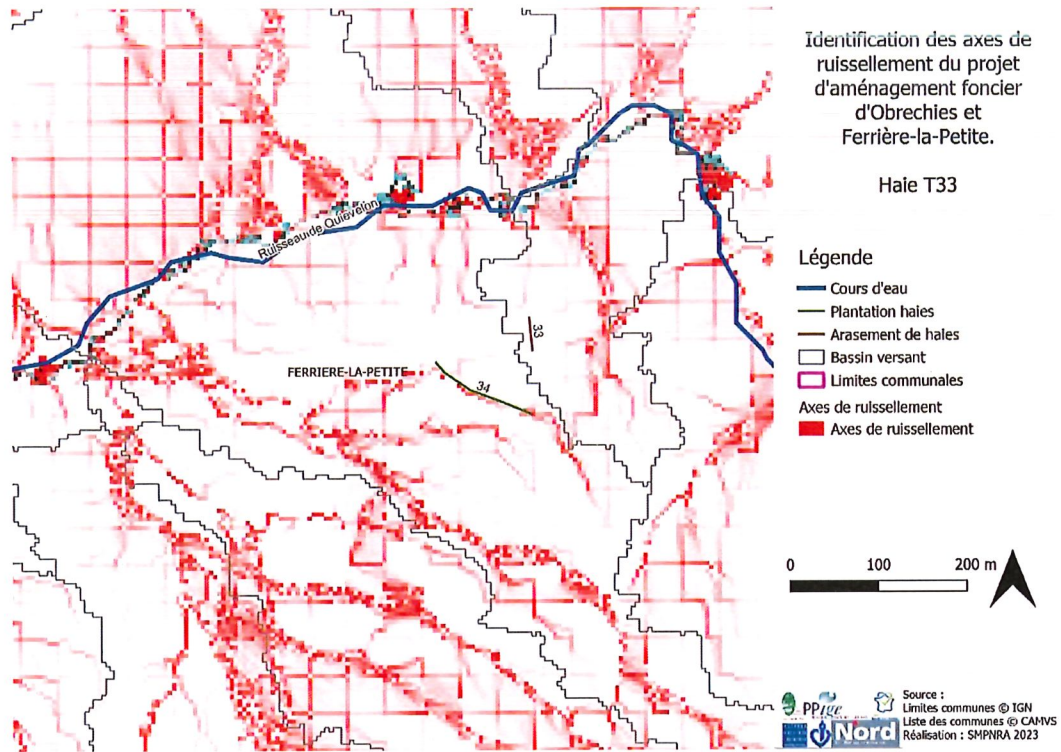 Identification des axes de
ruissellement du projet
d'aménagement foncier
d'Obrechies et
Ferrière-la-Petite.
Haie T33
Légende
Cours d'eau
Plantation haies
Arasement de haies
Bassin versant
Limites communales
Axes de ruissellement
Axes de ruissellement
Ruisseau de Quiévelon
33
FERRIERE-LA-PETITE
34
0 100 200 m
PPige
Nord
Source :
Limites communes © IGN
Liste des communes © CAMVS
Réalisation : SMPNRA 2023